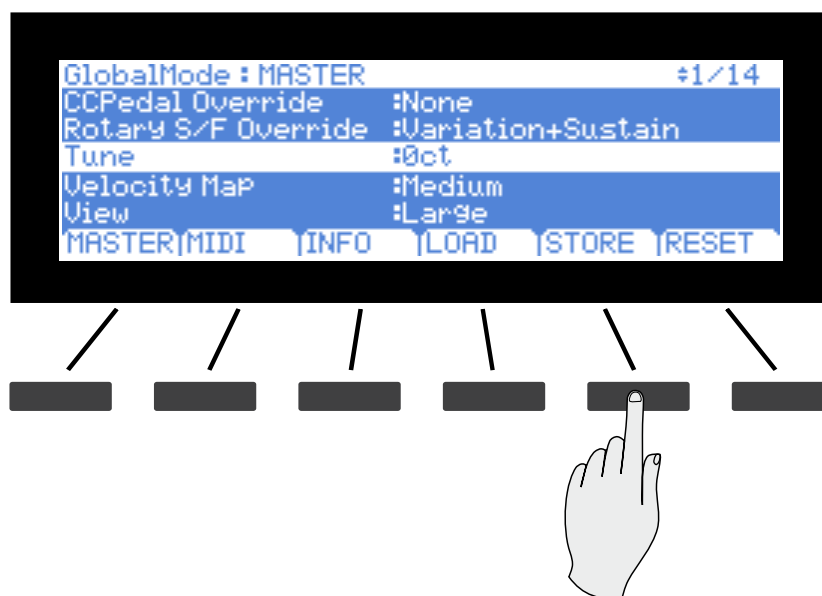 GlobalMode : MASTER ÷1/14
CCPedal Override :None
Rotary S/F Override :Variation+Sustain
Tune :0ct
Velocity Map :Medium
View :Large
MASTER MIDI INFO LOAD STORE RESET